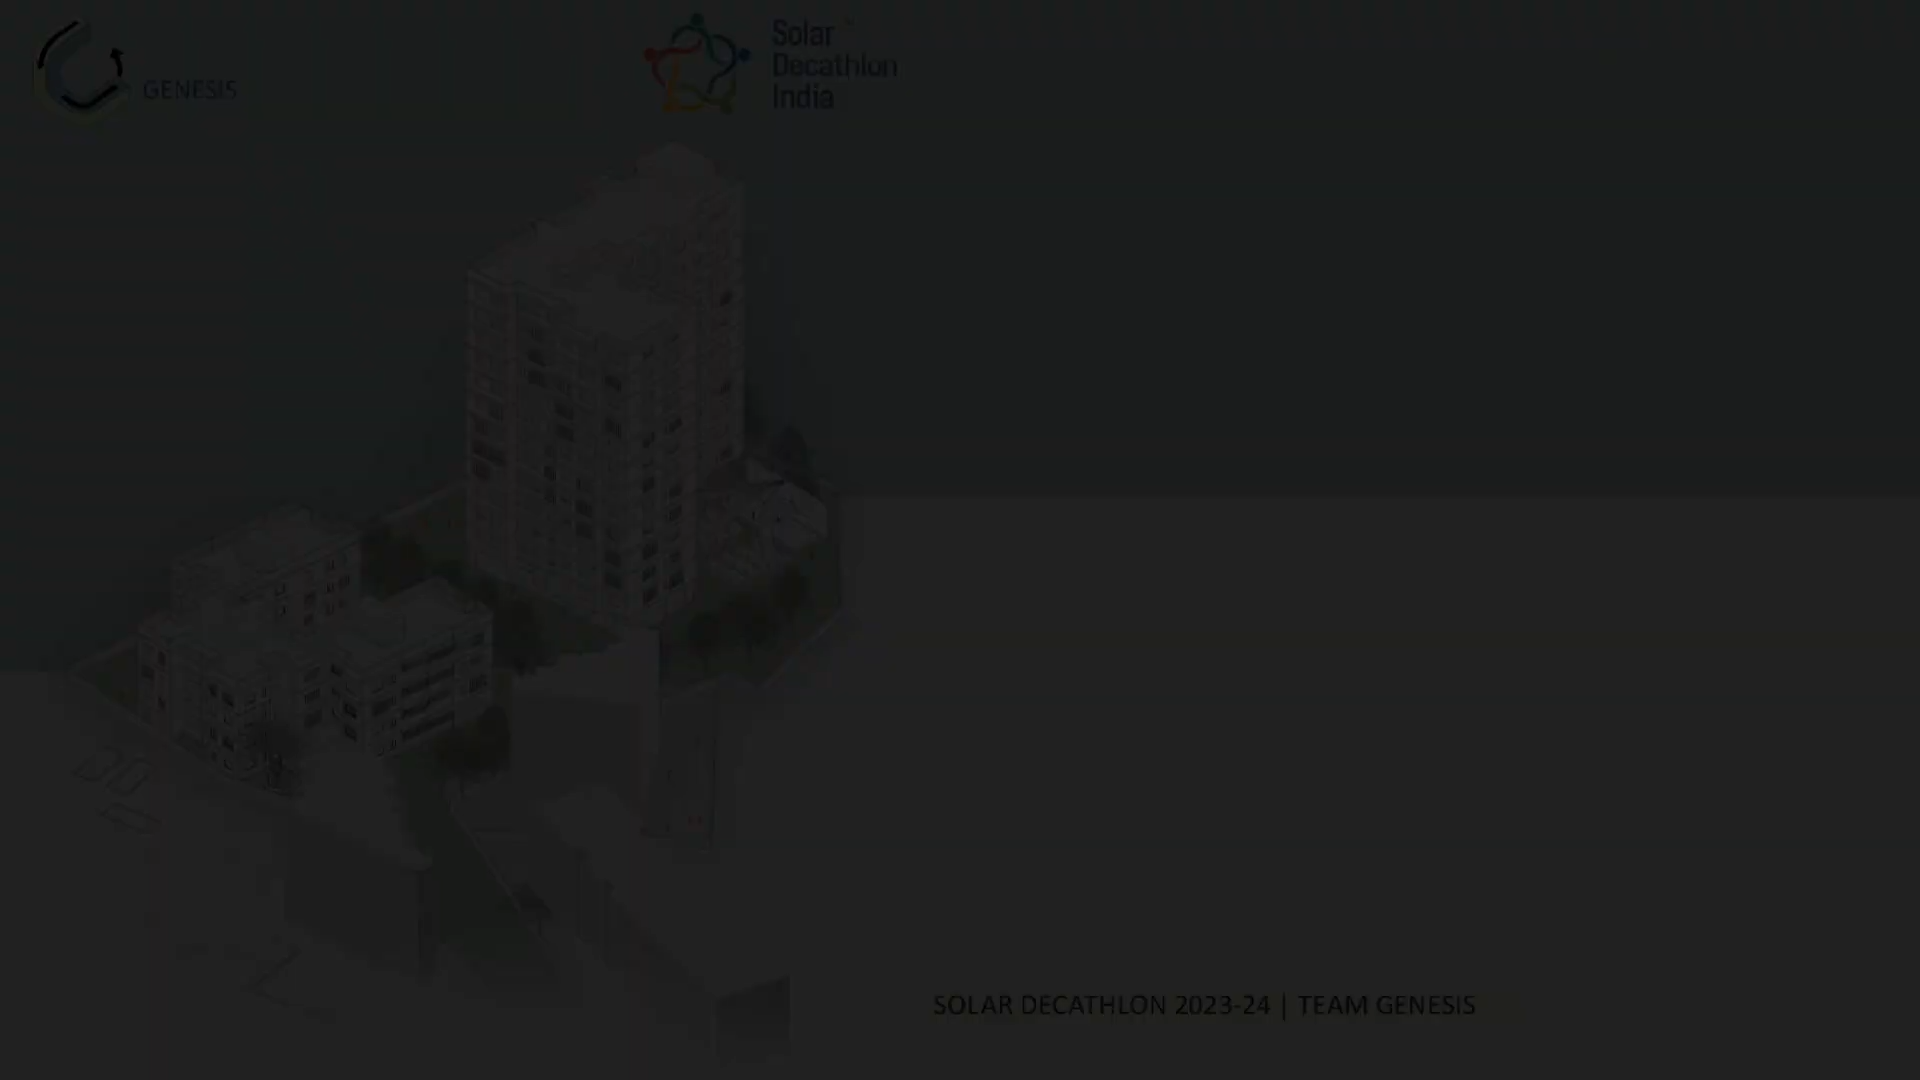 GENESIS
Solar
Decathlon
India
SOLAR DECATHLON 2023-24 | TEAM GENESIS